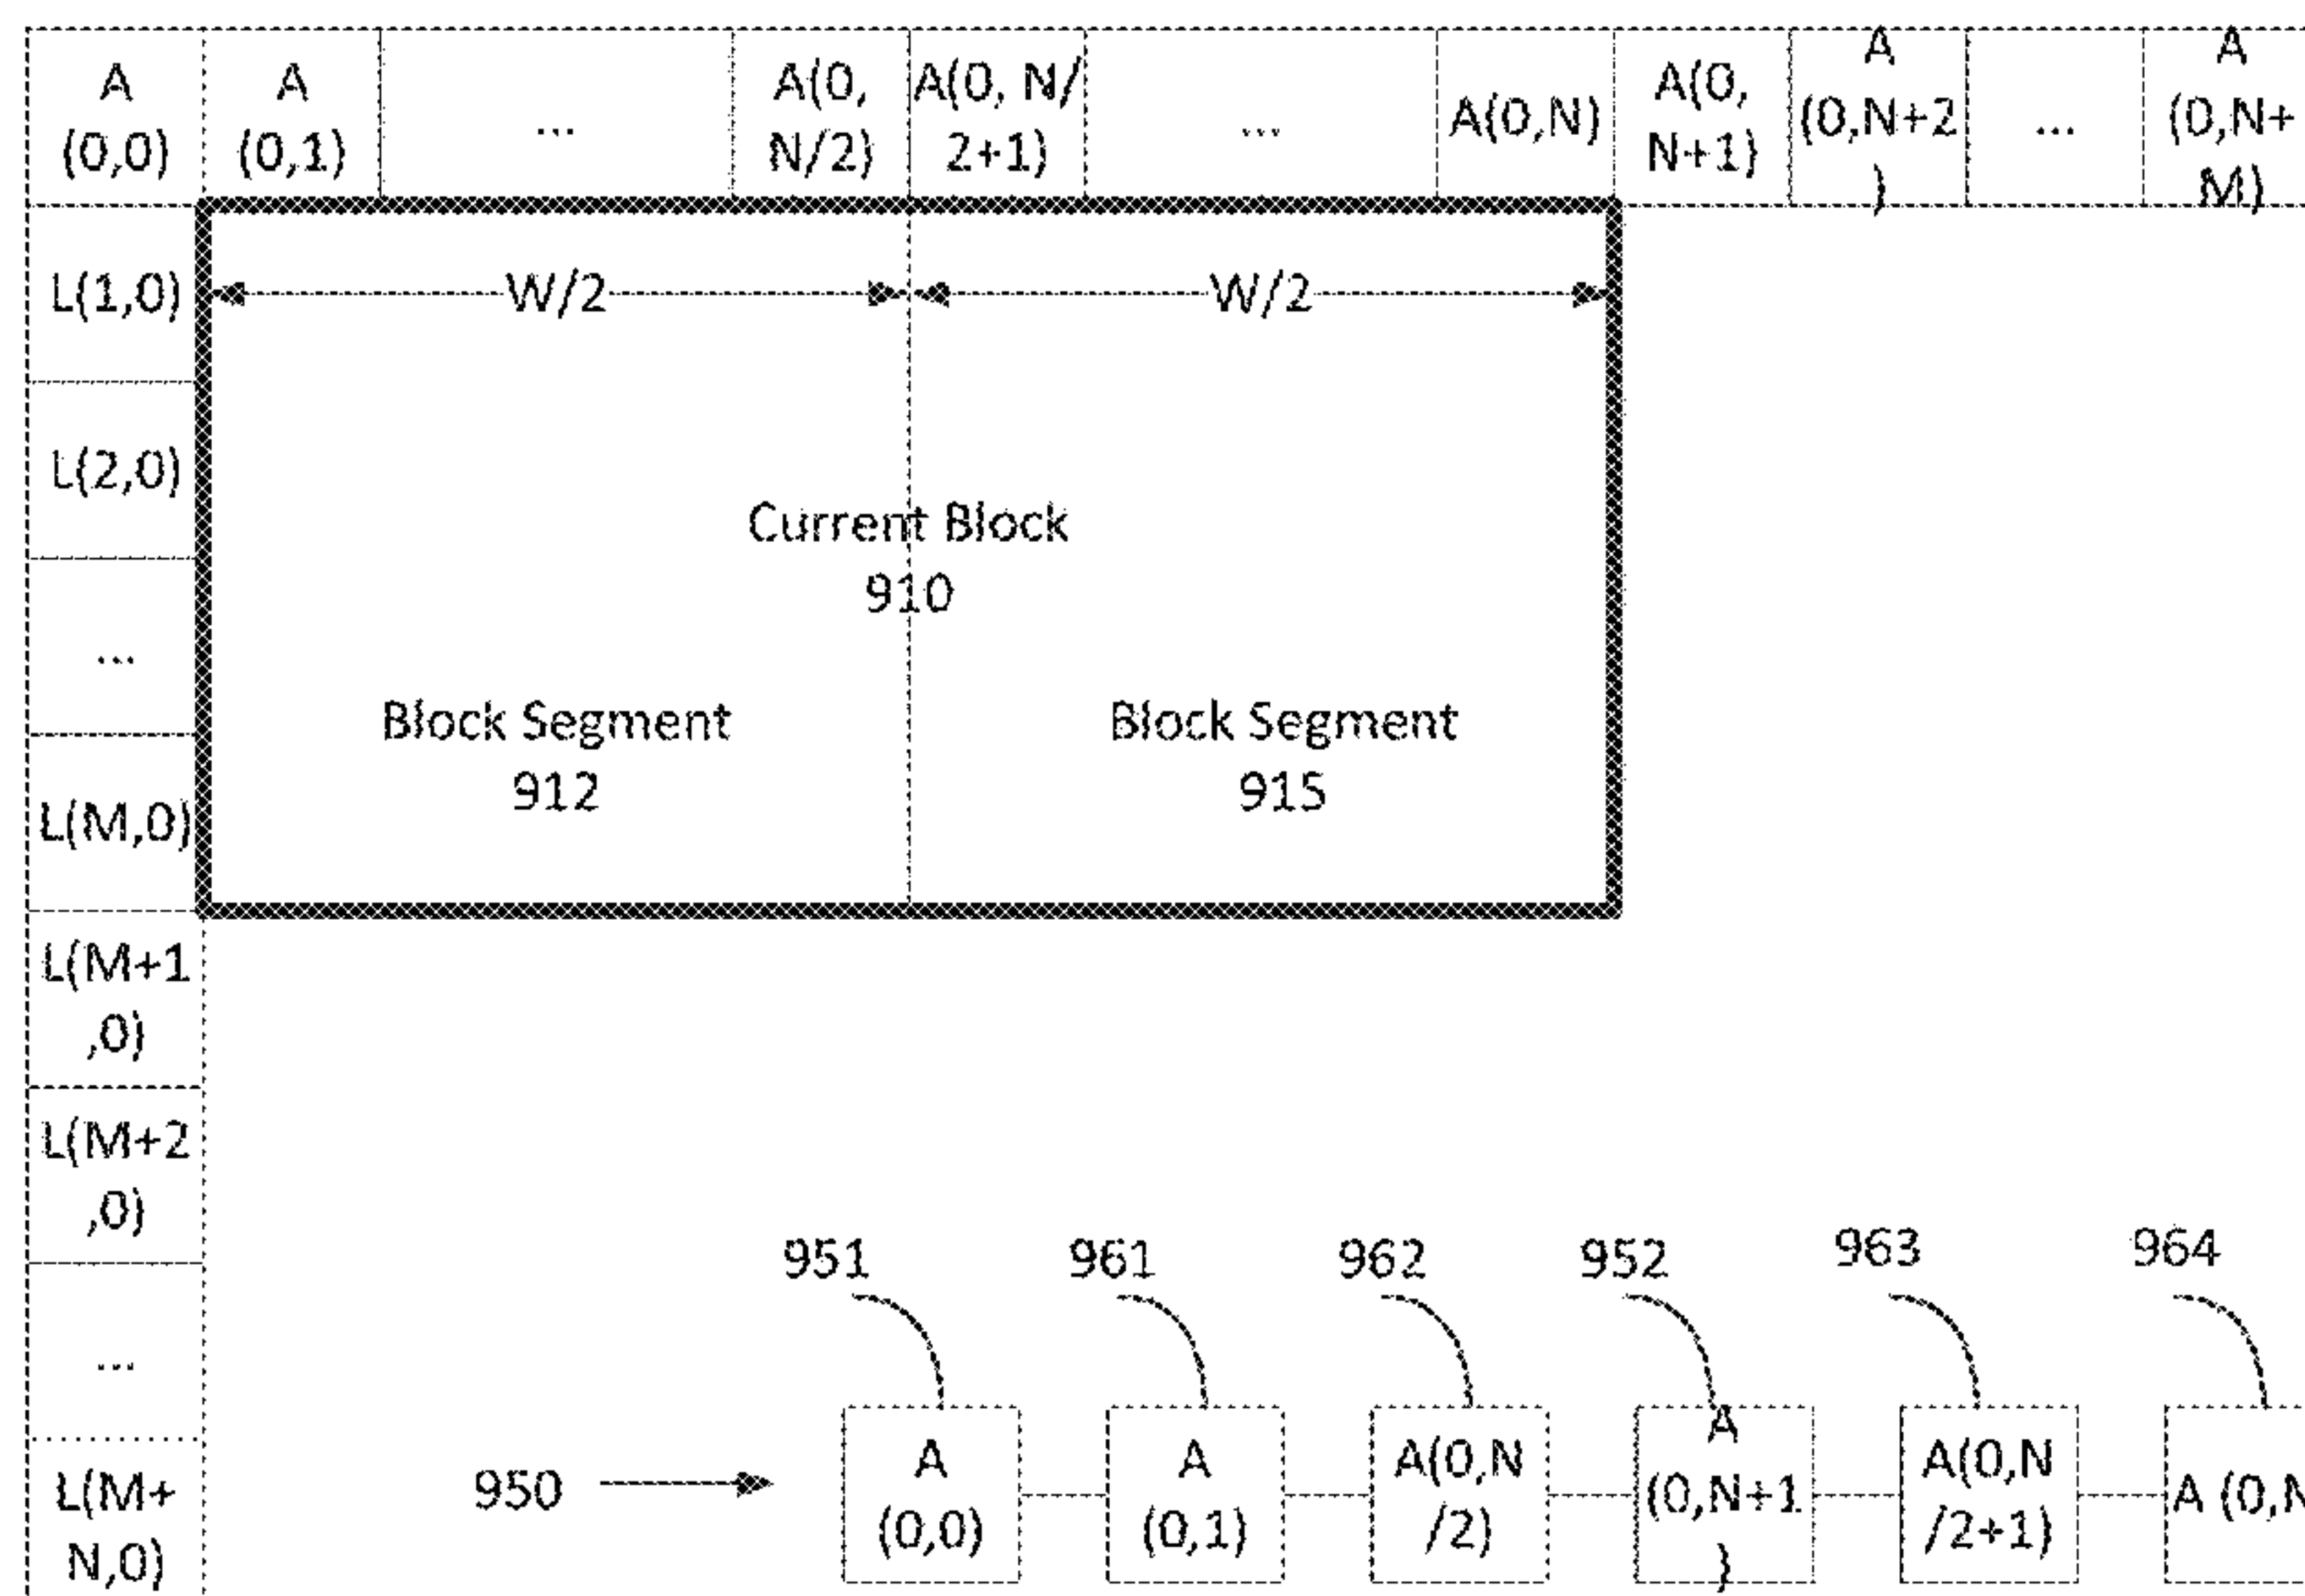 A
(0,0)
A
(0,1)
...
A(0,
N/2)
A(0, N/
2+1)
...
A(0,N)
A(0,
N+1)
A
(0,N+2
)
...
A
(0,N+
M)
L(1,0)
W/2
W/2
L(2,0)
Current Block
910
...
Block Segment
912
Block Segment
915
L(M,0)
L(M+1
,0)
L(M+2
,0)
...
L(M+
N,0)
951
961
962
952
963
964
950
A
(0,0)
A
(0,1)
A(0,N
/2)
A
(0,N+1
)
A(0,N
/2+1)
A (0,N